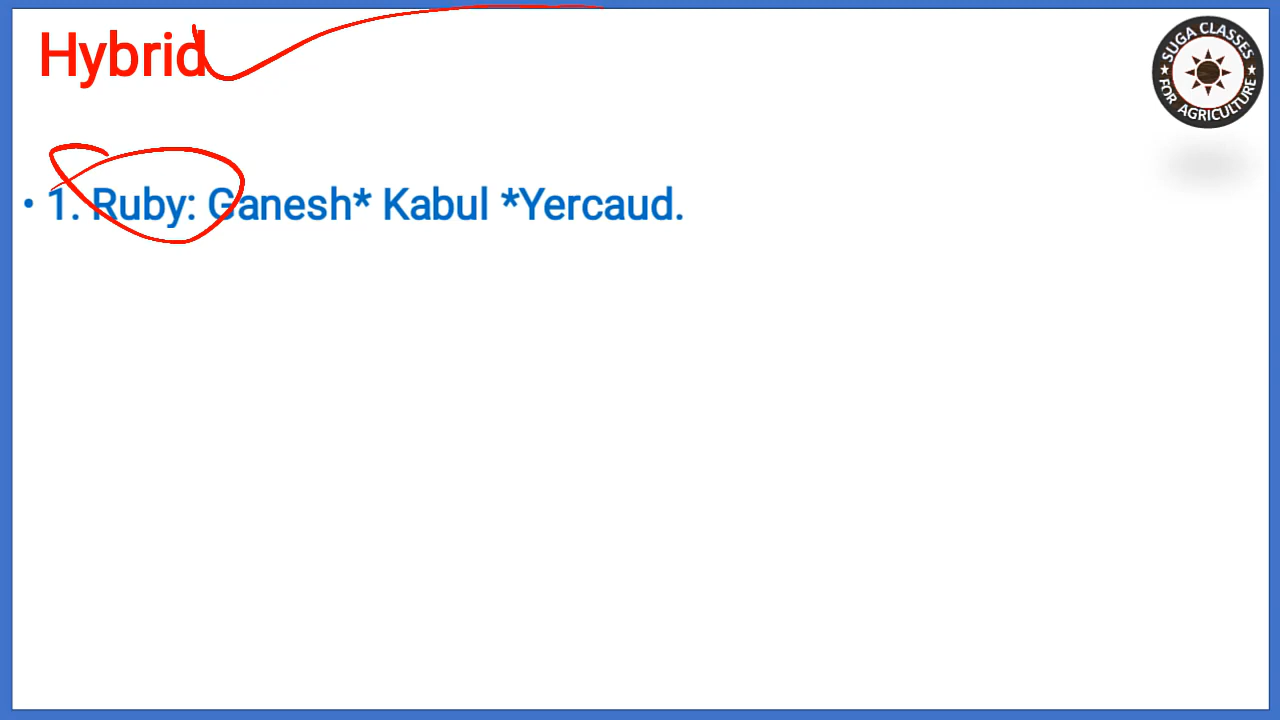 Hybrid
SUGA CLASSES
FOR AGRICULTURE
• 1. Ruby: Ganesh* Kabul *Yercaud.